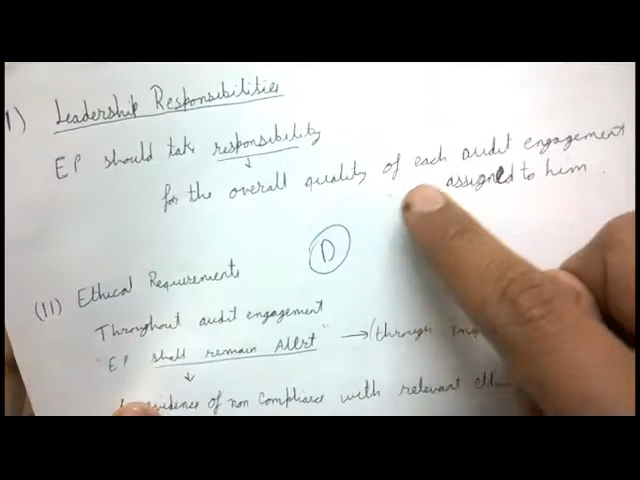 I) Leadership Responsibilities
EP should take responsibility
for the overall quality of each audit engagement
assigned to him.
D
(II) Ethical Requirements
Throughout audit engagement
"EP shall remain Alert" → (through
of non compliance with relevant